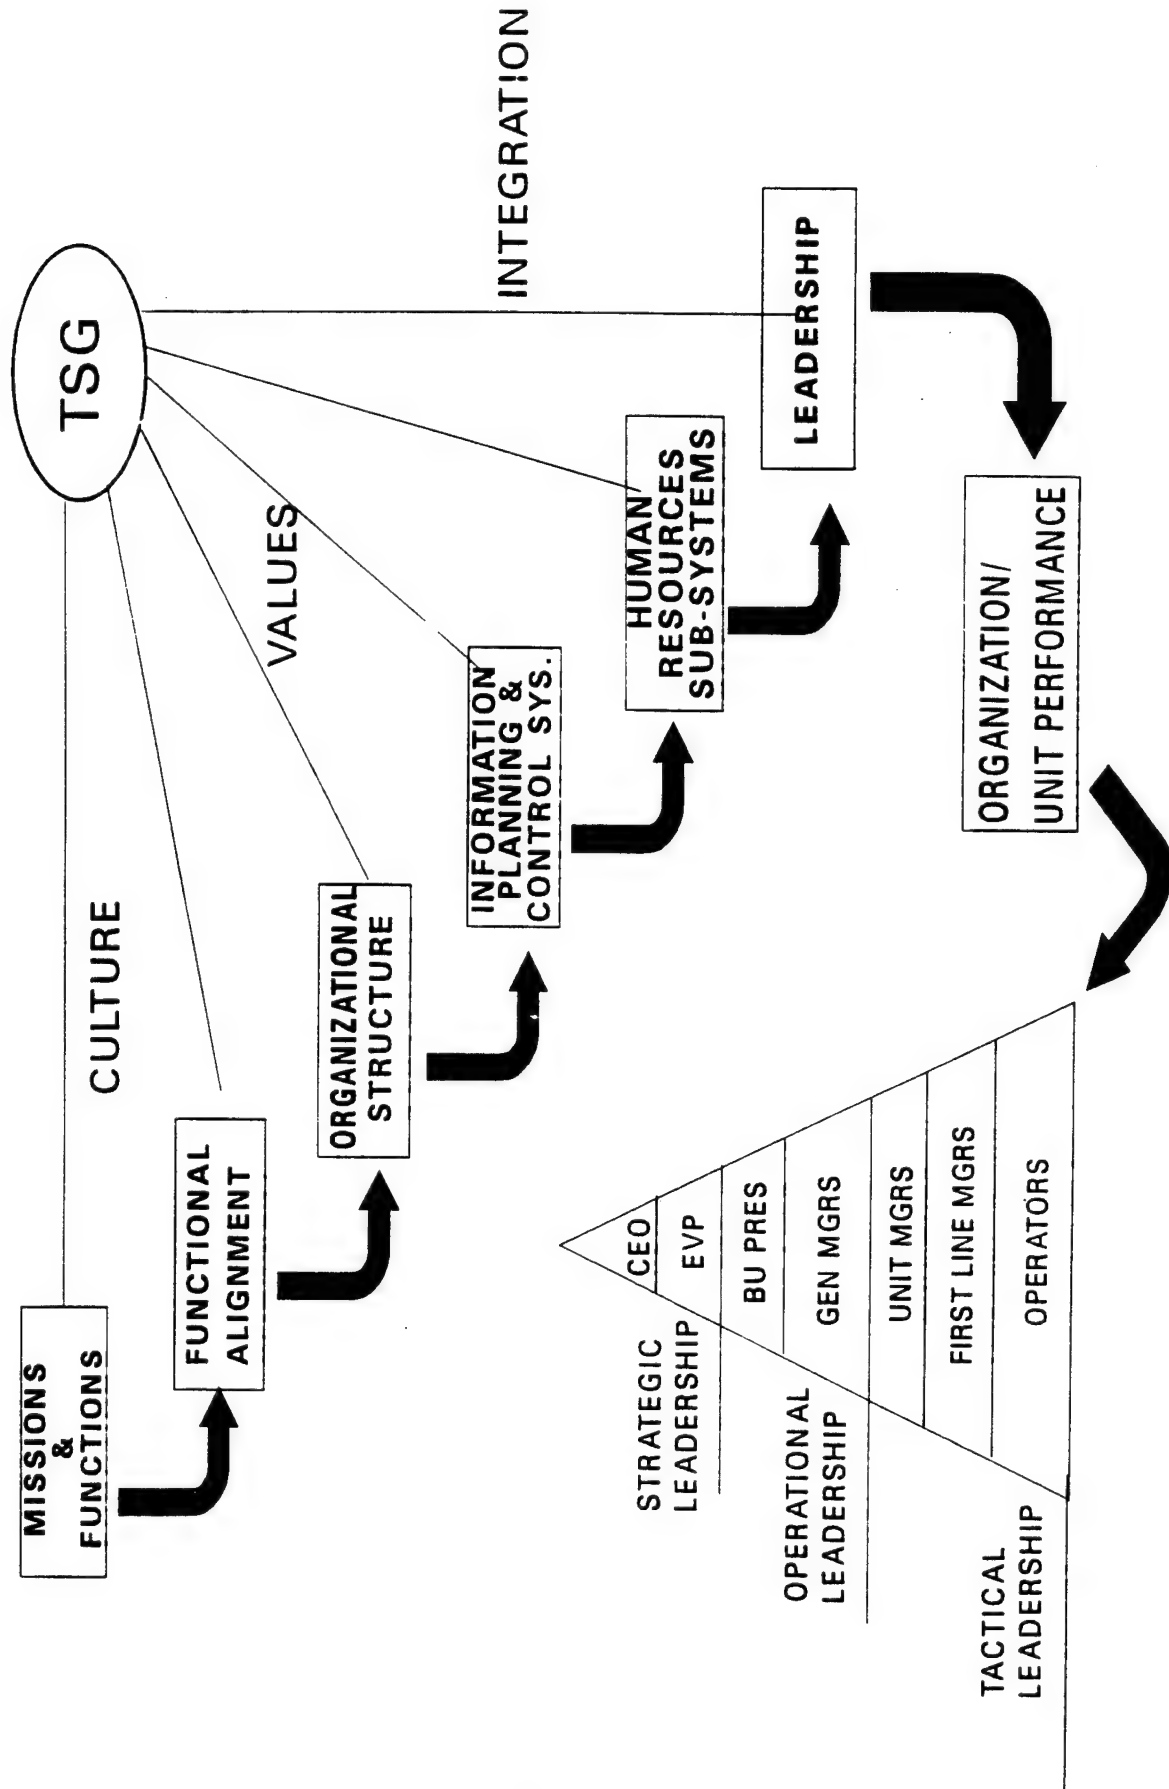 TSG
MISSIONS
&
FUNCTIONS
CULTURE
FUNCTIONAL
ALIGNMENT
VALUES
ORGANIZATIONAL
STRUCTURE
INTEGRATION
INFORMATION
PLANNING &
CONTROL SYS.
HUMAN
RESOURCES
SUB-SYSTEMS
LEADERSHIP
ORGANIZATION/
UNIT PERFORMANCE
STRATEGIC
LEADERSHIP
CEO
EVP
OPERATIONAL
LEADERSHIP
BU PRES
GEN MGRS
TACTICAL
LEADERSHIP
UNIT MGRS
FIRST LINE MGRS
OPERATORS